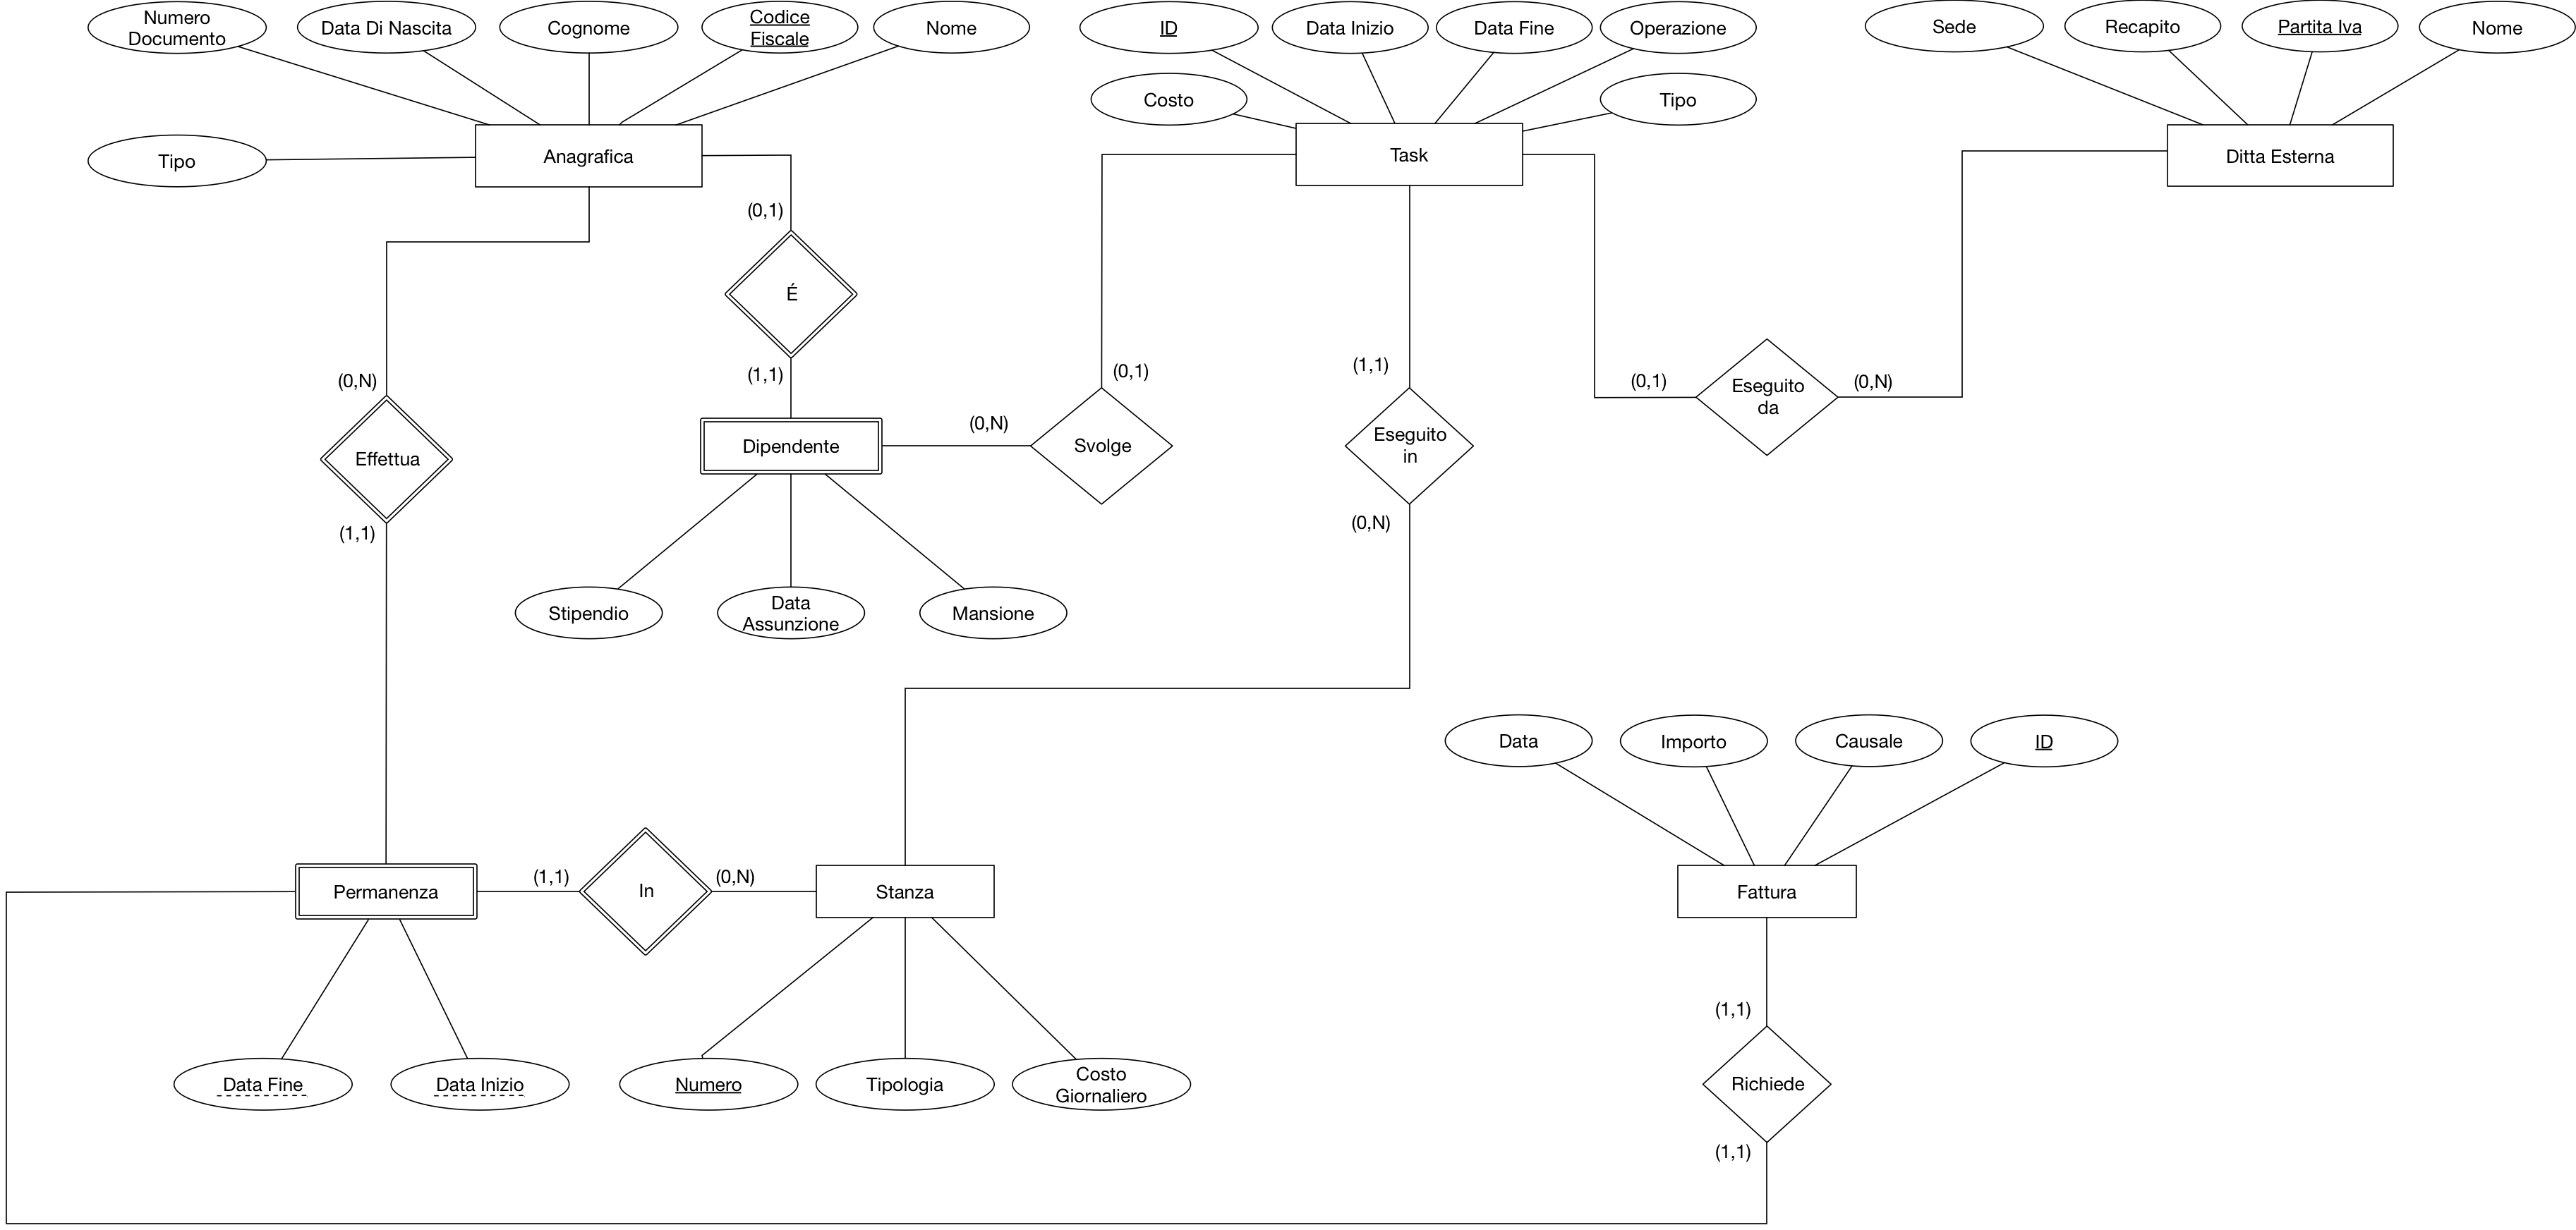 Numero
Documento
Data Di Nascita
Cognome
Codice
Fiscale
Nome
ID
Data Inizio
Data Fine
Operazione
Sede
Recapito
Partita Iva
Nome
Costo
Tipo
Tipo
Anagrafica
Task
Ditta Esterna
(0,1)
É
(1,1)
(0,N)
(0,1)
(1,1)
(0,1)
(0,N)
Eseguito
da
Effettua
Dipendente
(0,N)
Svolge
Eseguito
in
(1,1)
(0,N)
Stipendio
Data
Assunzione
Mansione
Data
Importo
Causale
ID
Permanenza
(1,1)
In
(0,N)
Stanza
Fattura
(1,1)
Data Fine
Data Inizio
Numero
Tipologia
Costo
Giornaliero
Richiede
(1,1)